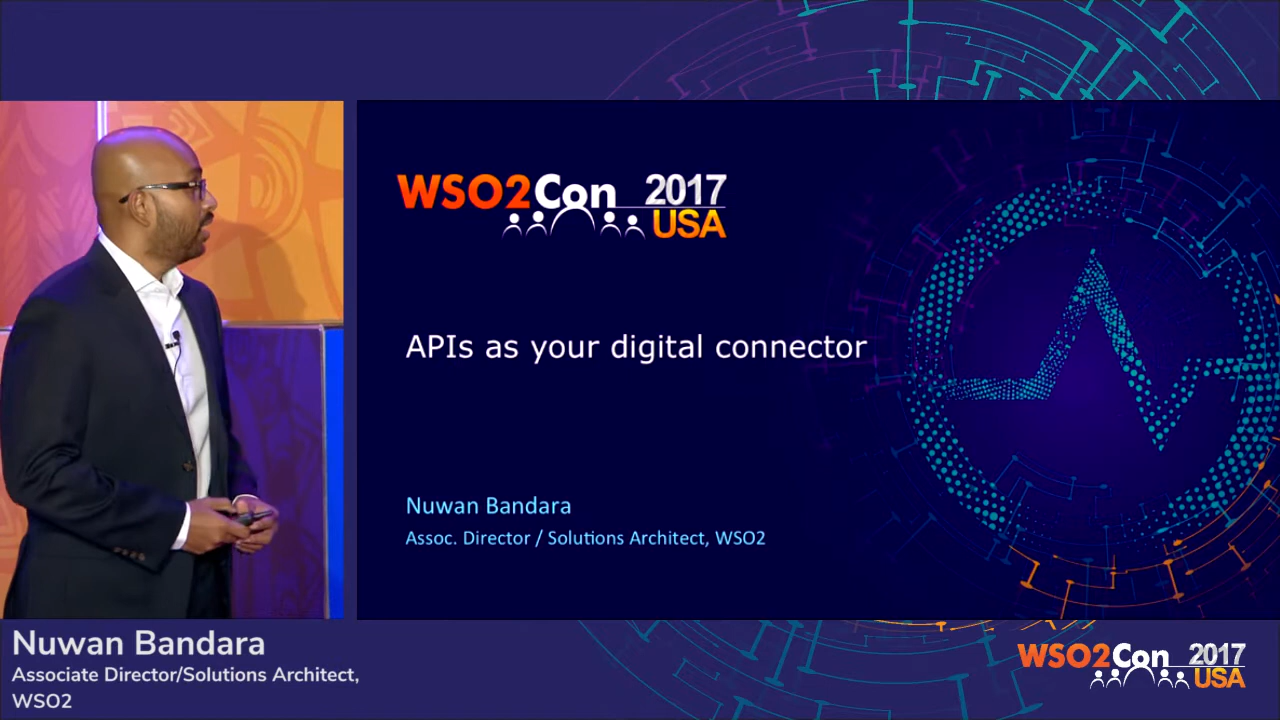 WSO2Con 2017
USA
APIs as your digital connector
Nuwan Bandara
Assoc. Director / Solutions Architect, WSO2
Nuwan Bandara
Associate Director/Solutions Architect,
WSO2
WSO2Con 2017
USA